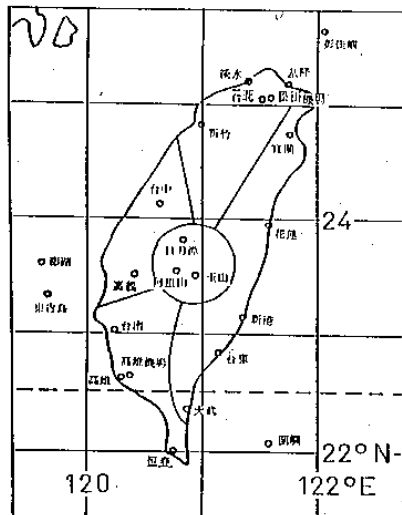 彭佳嶼
淡水
基隆
台北 松山機場
新竹
宜蘭
台中
24
花蓮
日月潭
澎湖
嘉義
阿里山
玉山
東吉島
新港
台南
台東
高雄機場
高雄
大武
蘭嶼
恆春
22°N
120
122°E